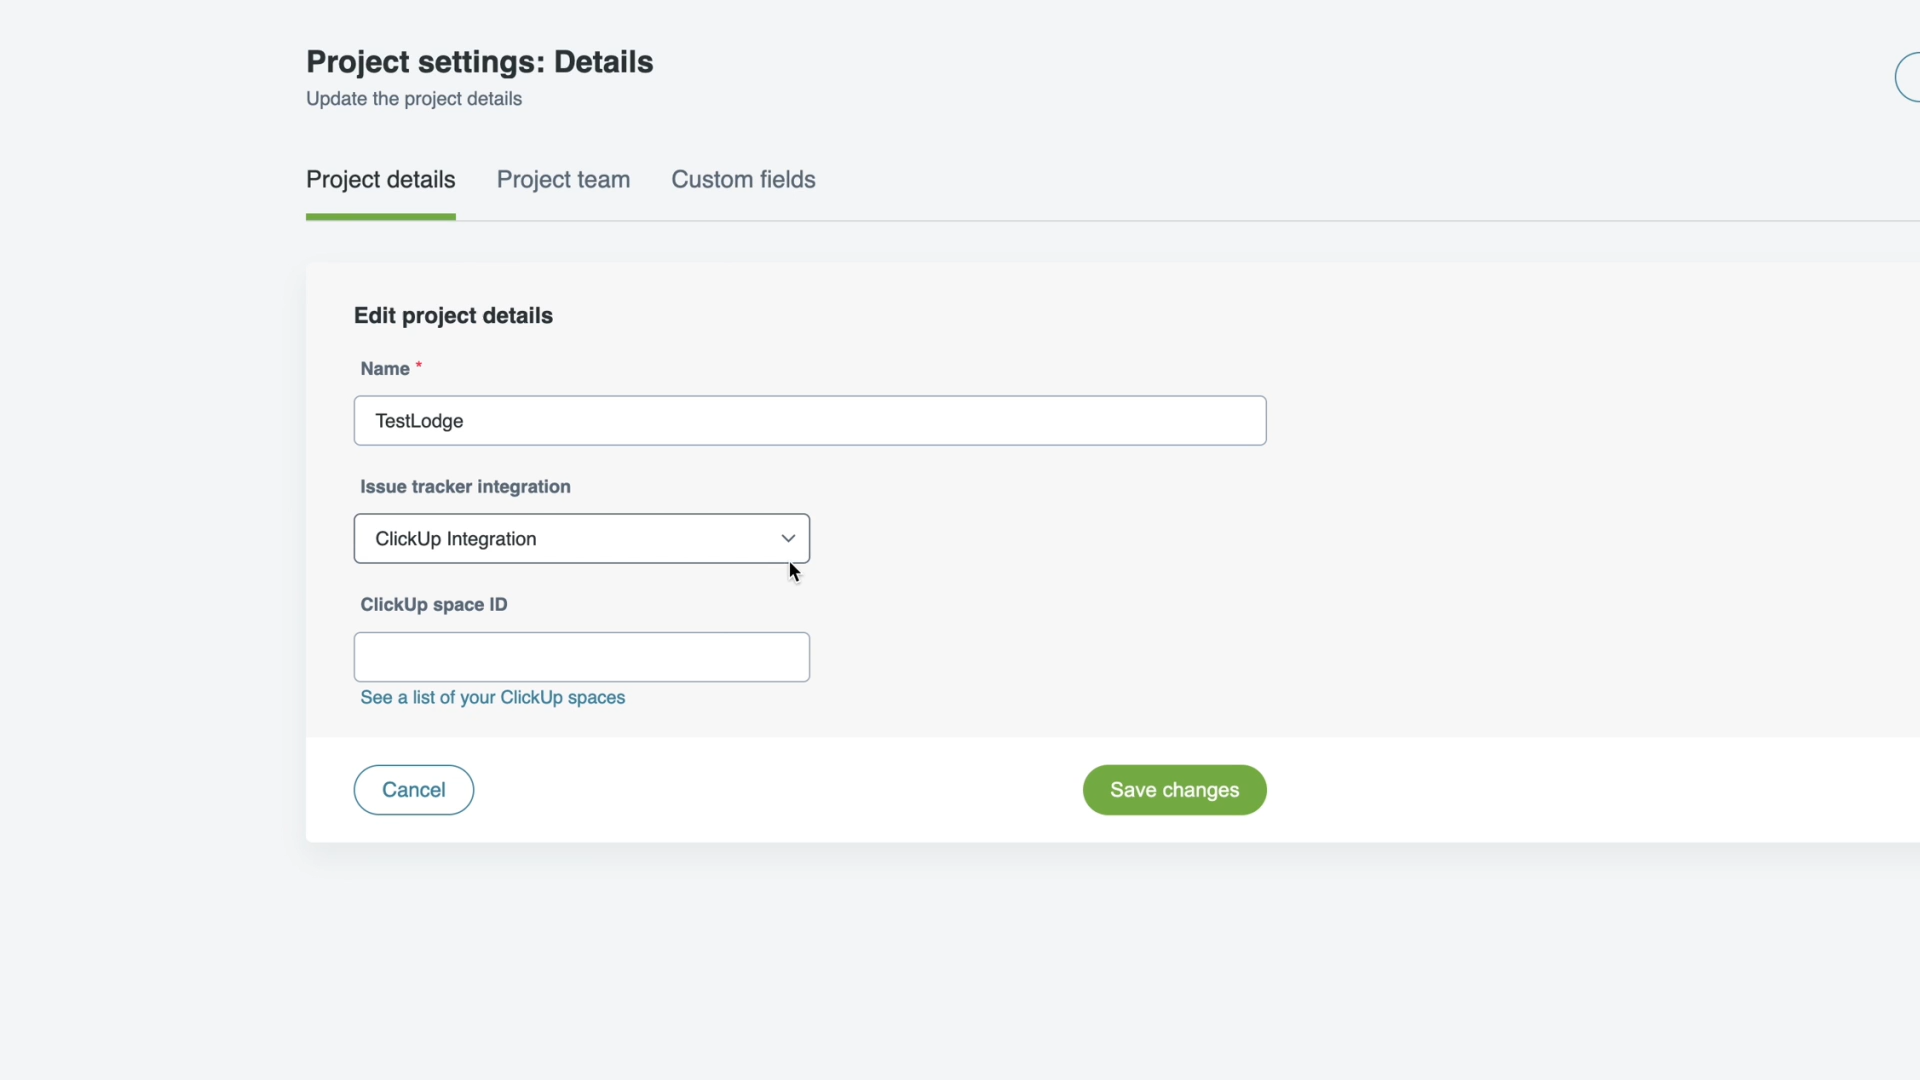 Project settings: Details
Update the project details
Project details
Project team
Custom fields
Edit project details
Name *
TestLodge
Issue tracker integration
ClickUp Integration
ClickUp space ID
See a list of your ClickUp spaces
Cancel
Save changes